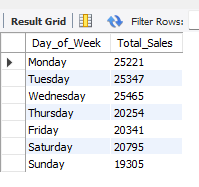 Result Grid Filter Rows:
Day_of_Week Total_Sales
Monday 25221
Tuesday 25347
Wednesday 25465
Thursday 20254
Friday 20341
Saturday 20795
Sunday 19305